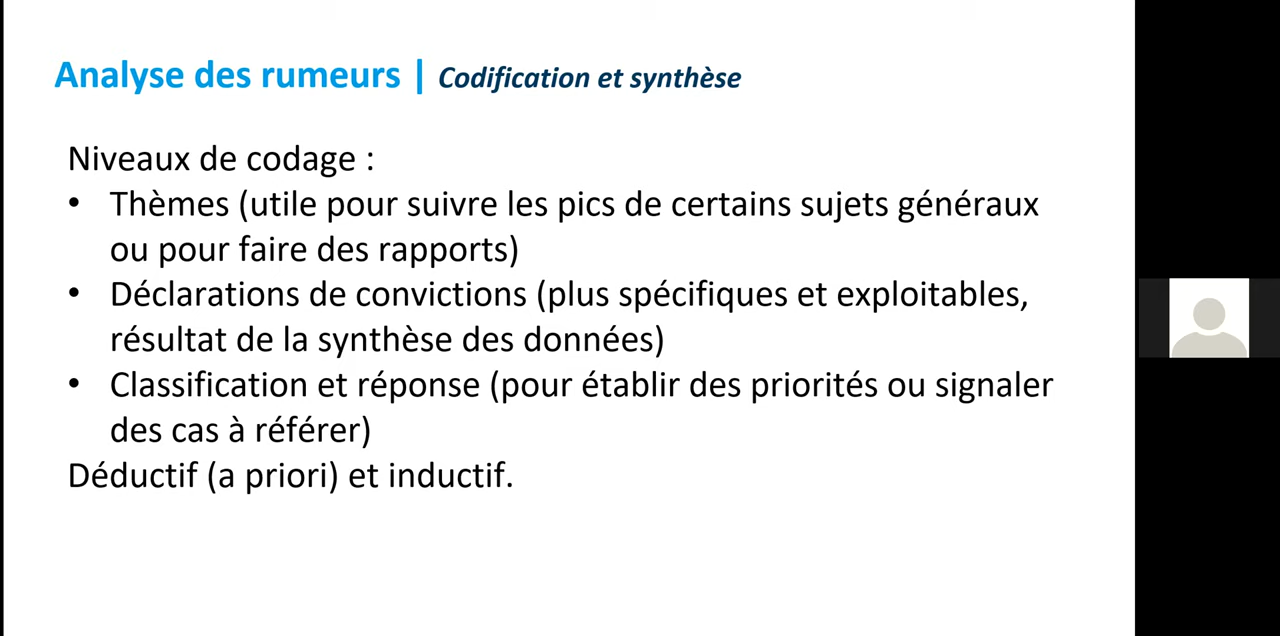 Analyse des rumeurs | Codification et synthèse
Niveaux de codage :
• Thèmes (utile pour suivre les pics de certains sujets généraux
ou pour faire des rapports)
• Déclarations de convictions (plus spécifiques et exploitables,
résultat de la synthèse des données)
• Classification et réponse (pour établir des priorités ou signaler
des cas à référer)
Déductif (a priori) et inductif.